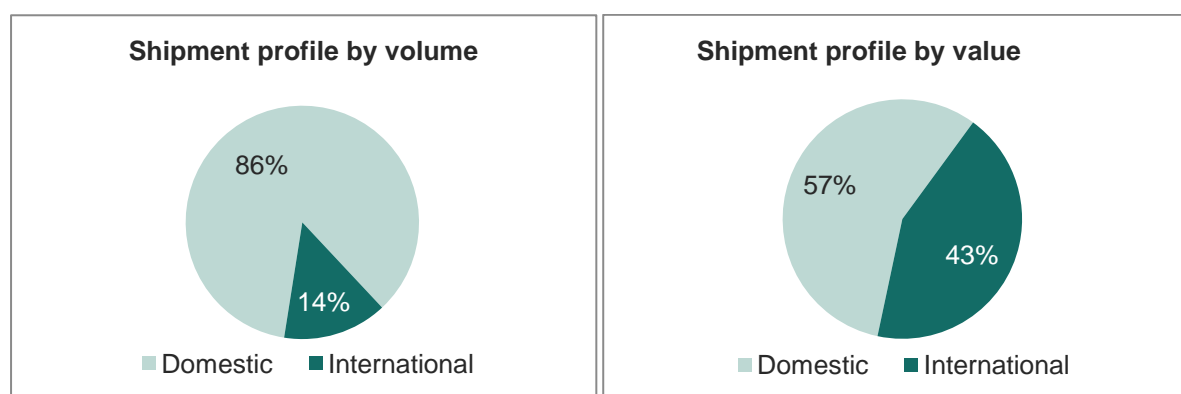 Shipment profile by volume
86%
14%
Domestic International
Shipment profile by value
57%
43%
Domestic International